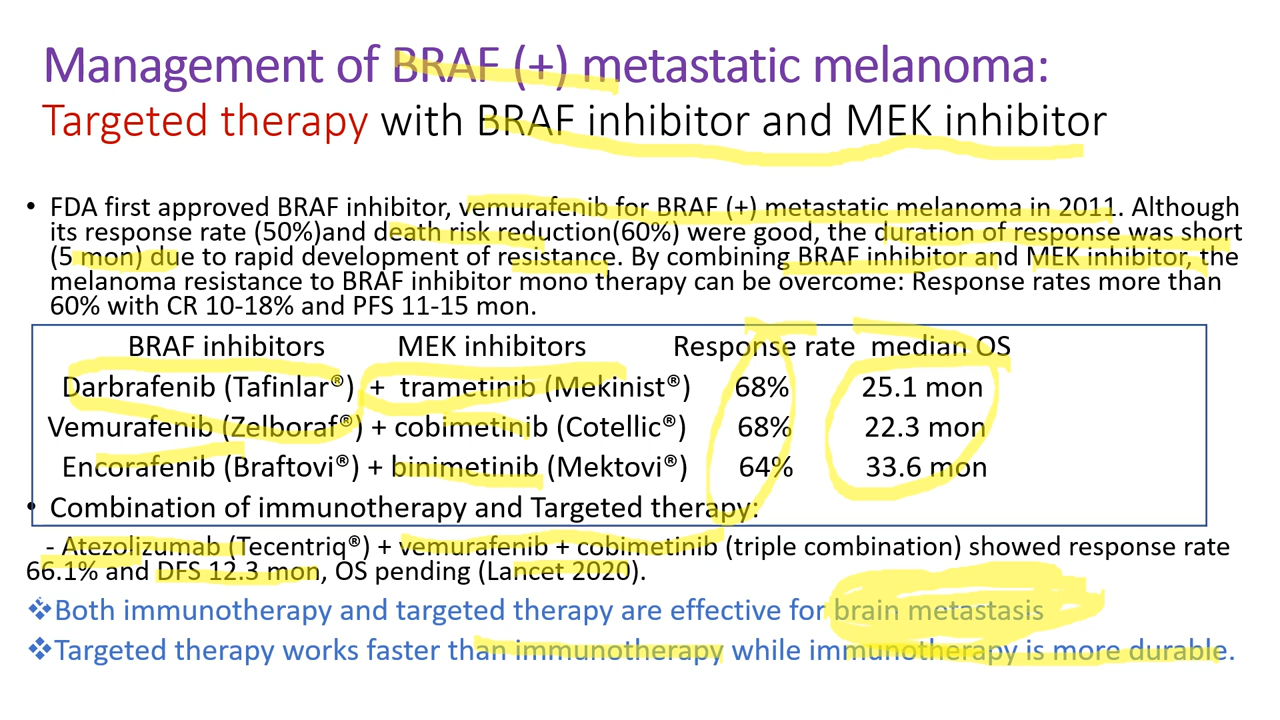 Management of BRAF (+) metastatic melanoma:
Targeted therapy with BRAF inhibitor and MEK inhibitor
• FDA first approved BRAF inhibitor, vemurafenib for BRAF (+) metastatic melanoma in 2011. Although
its response rate (50%)and death risk reduction(60%) were good, the duration of response was short
(5 mon) due to rapid development of resistance. By combining BRAF inhibitor and MEK inhibitor, the
melanoma resistance to BRAF inhibitor mono therapy can be overcome: Response rates more than
60% with CR 10-18% and PFS 11-15 mon.
BRAF inhibitors MEK inhibitors Response rate median OS
Darbrafenib (Tafinlar®) + trametinib (Mekinist®) 68% 25.1 mon
Vemurafenib (Zelboraf®) + cobimetinib (Cotellic®) 68% 22.3 mon
Encorafenib (Braftovi®) + binimetinib (Mektovi®) 64% 33.6 mon
• Combination of immunotherapy and Targeted therapy:
- Atezolizumab (Tecentriq®) + vemurafenib + cobimetinib (triple combination) showed response rate
66.1% and DFS 12.3 mon, OS pending (Lancet 2020).
❖Both immunotherapy and targeted therapy are effective for brain metastasis
❖Targeted therapy works faster than immunotherapy while immunotherapy is more durable.